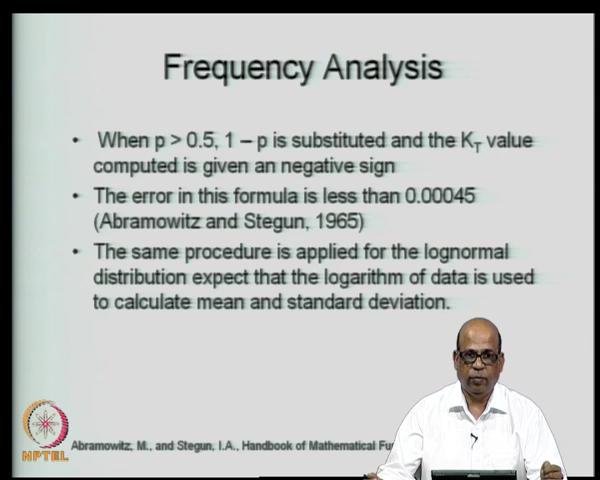 Frequency Analysis
• When p > 0.5, 1 – p is substituted and the KT value
computed is given an negative sign
• The error in this formula is less than 0.00045
(Abramowitz and Stegun, 1965)
• The same procedure is applied for the lognormal
distribution expect that the logarithm of data is used
to calculate mean and standard deviation.
Abramowitz, M., and Stegun, I.A., Handbook of Mathematical Fu
NPTEL